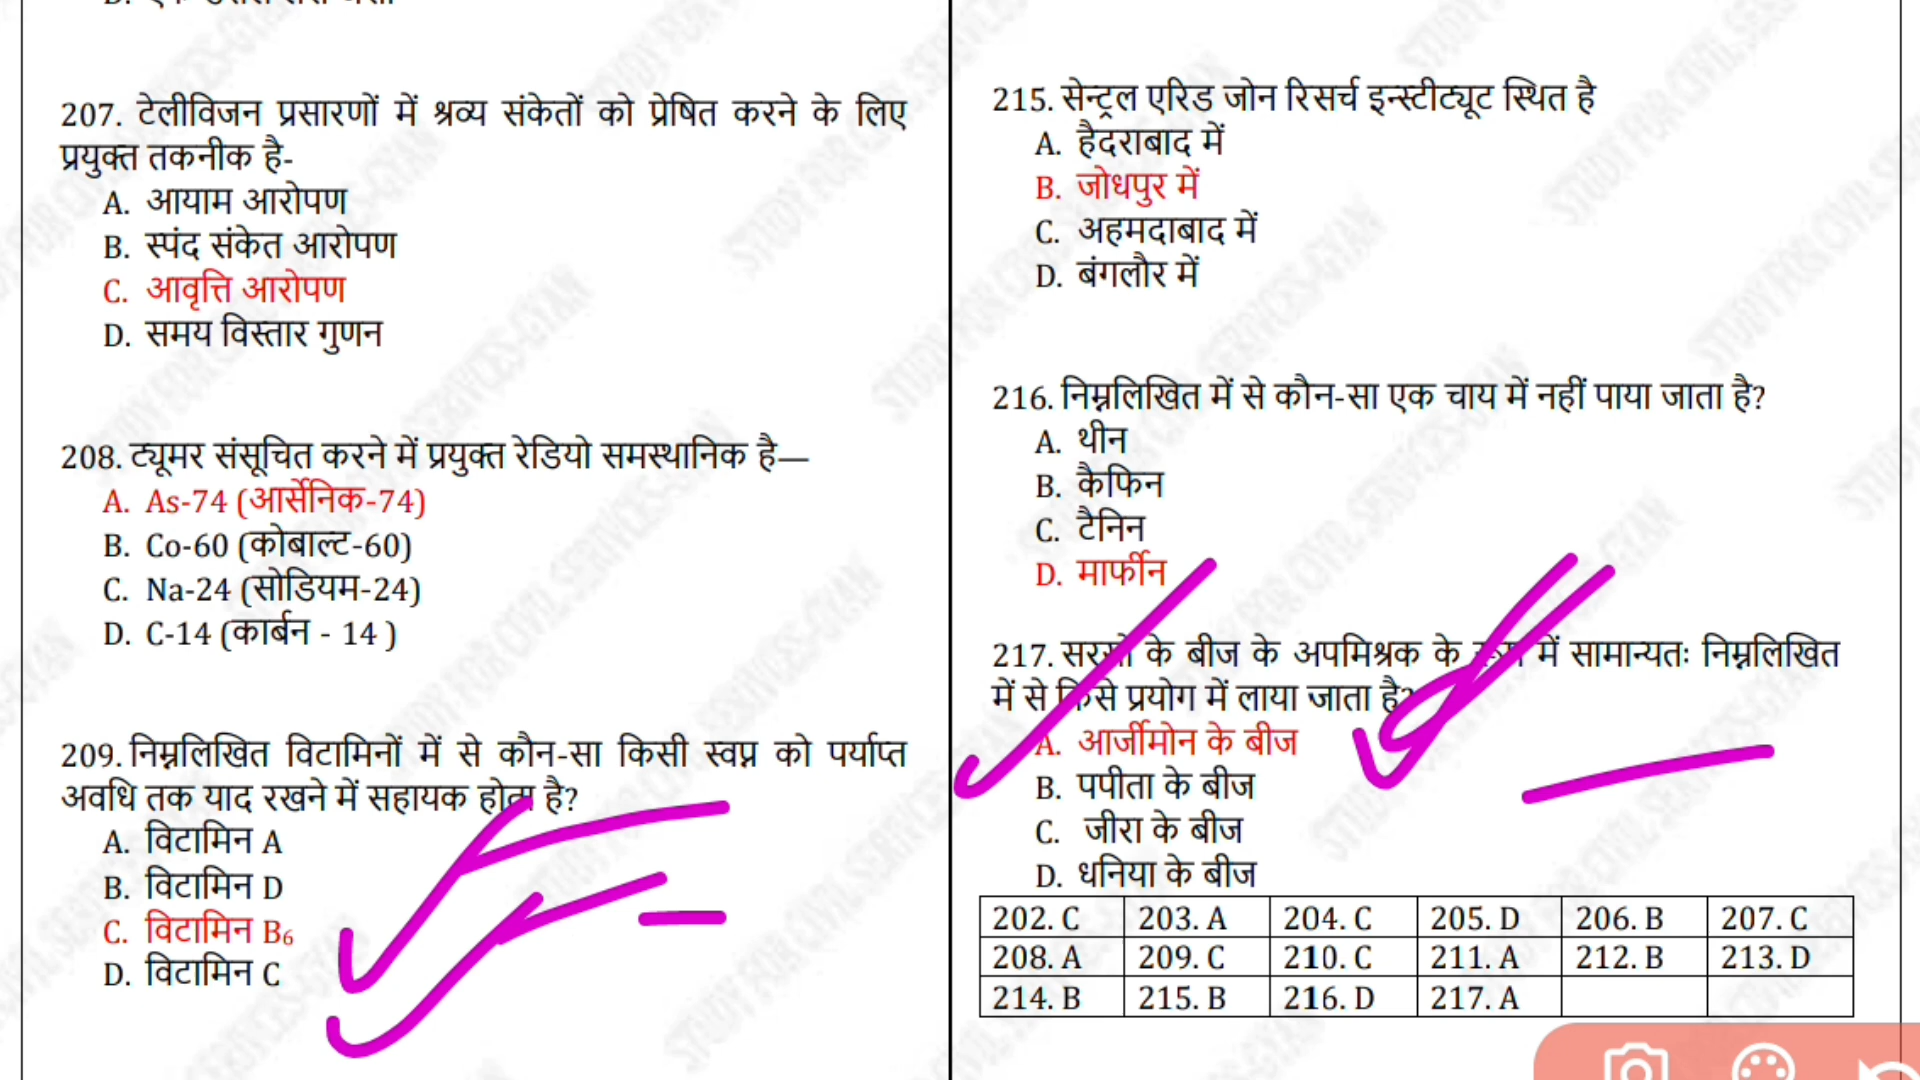 207. टेलीविजन प्रसारणों में श्रव्य संकेतों को प्रेषित करने के लिए
प्रयुक्त तकनीक है-
A. आयाम आरोपण
B. स्पंद संकेत आरोपण
C. आवृत्ति आरोपण
D. समय विस्तार गुणन
208. ट्यूमर संसूचित करने में प्रयुक्त रेडियो समस्थानिक है—
A. As-74 (आर्सेनिक-74)
B. Co-60 (कोबाल्ट-60)
C. Na-24 (सोडियम-24)
D. C-14 (कार्बन - 14 )
209. निम्नलिखित विटामिनों में से कौन-सा किसी स्वप्न को पर्याप्त
अवधि तक याद रखने में सहायक होता है?
A. विटामिन A
B. विटामिन D
C. विटामिन B₆
D. विटामिन C
215. सेन्ट्रल एरिड जोन रिसर्च इन्स्टीट्यूट स्थित है
A. हैदराबाद में
B. जोधपुर में
C. अहमदाबाद में
D. बंगलौर में
216. निम्नलिखित में से कौन-सा एक चाय में नहीं पाया जाता है?
A. थीन
B. कैफिन
C. टैनिन
D. मार्फीन
217. सरसों के बीज के अपमिश्रक के रूप में सामान्यतः निम्नलिखित
में से किसे प्रयोग में लाया जाता है?
A. आर्जीमोन के बीज
B. पपीता के बीज
C. जीरा के बीज
D. धनिया के बीज
202. C 203. A 204. C 205. D 206. B 207. C
208. A 209. C 210. C 211. A 212. B 213. D
214. B 215. B 216. D 217. A